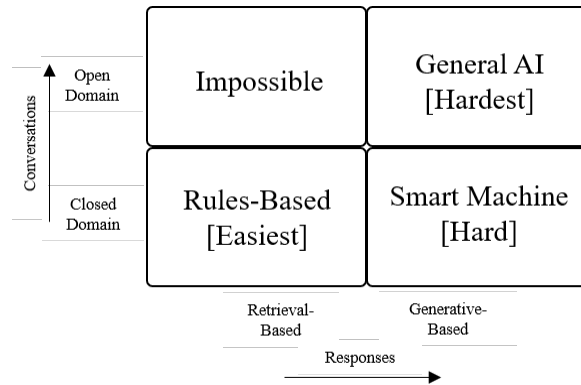 Conversations
Open
Domain
Impossible
General AI
[Hardest]
Closed
Domain
Rules-Based
[Easiest]
Smart Machine
[Hard]
Retrieval-
Based
Generative-
Based
Responses